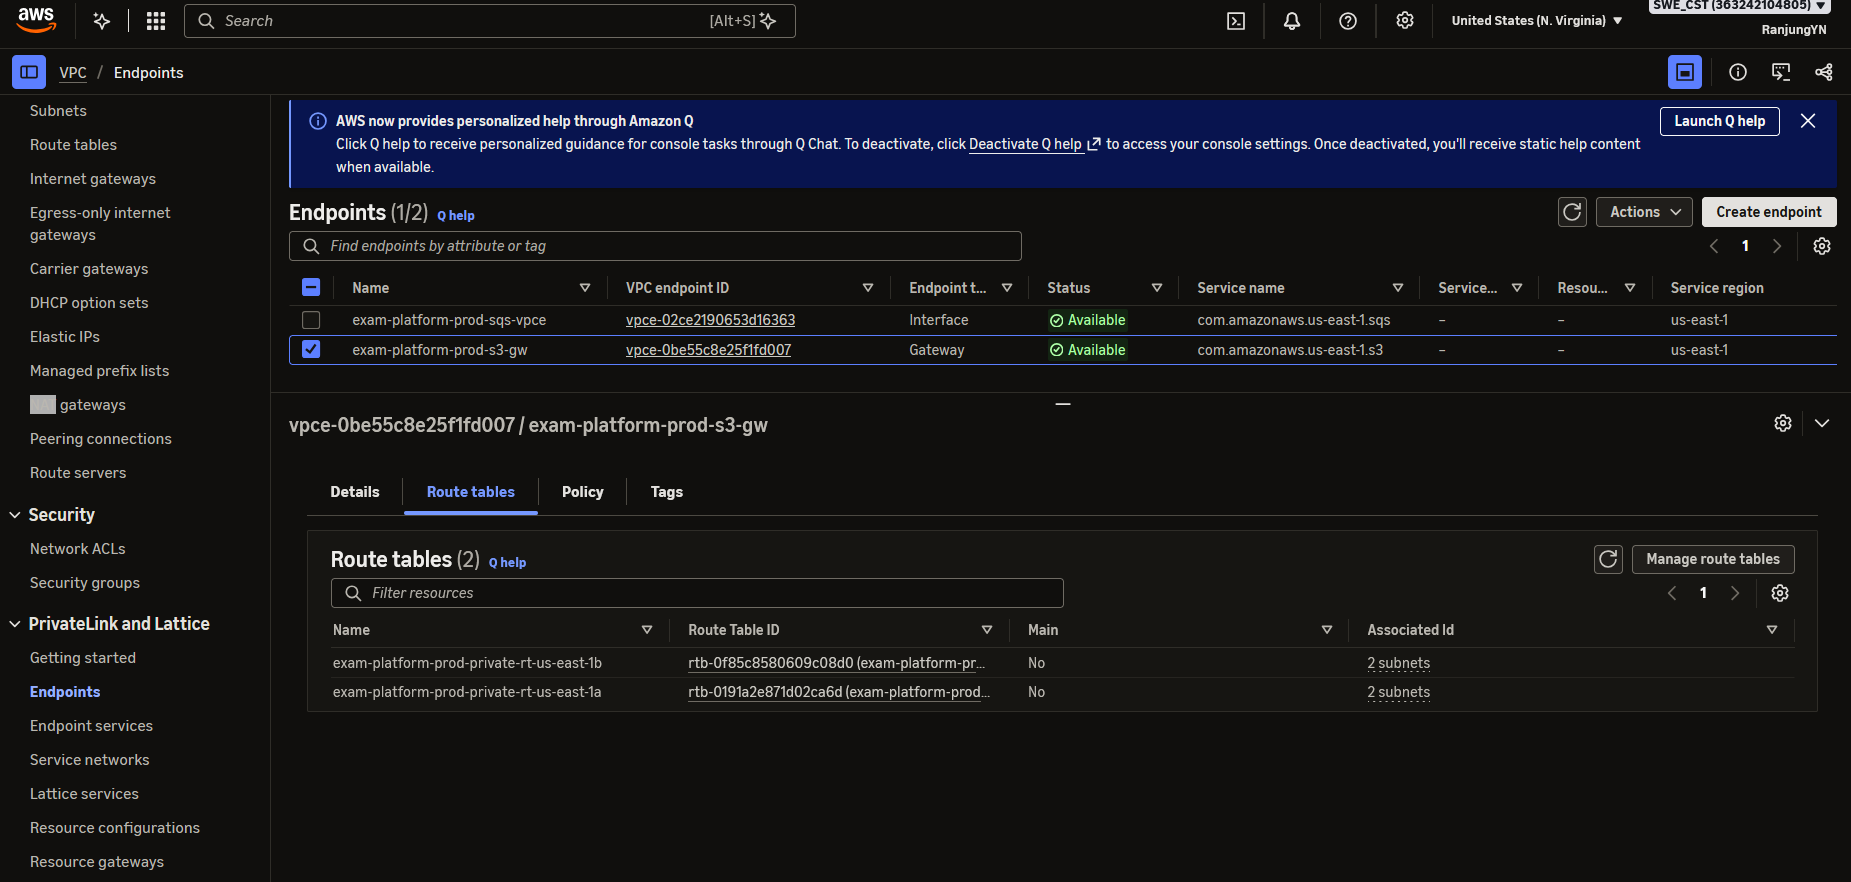 aws
Search
[Alt+S]
United States (N. Virginia) ▼
SWE_CST (363242104805) ▼
RanjungYN
VPC / Endpoints
Subnets
Route tables
Internet gateways
Egress-only internet
gateways
Carrier gateways
DHCP option sets
Elastic IPs
Managed prefix lists
gateways
Peering connections
Route servers
Security
Network ACLs
Security groups
PrivateLink and Lattice
Getting started
Endpoints
Endpoint services
Service networks
Lattice services
Resource configurations
Resource gateways
AWS now provides personalized help through Amazon Q
Click Q help to receive personalized guidance for console tasks through Q Chat. To deactivate, click Deactivate Q help to access your console settings. Once deactivated, you'll receive static help content
when available.
Launch Q help
Endpoints (1/2) Q help
Actions
Create endpoint
Find endpoints by attribute or tag
1
Name VPC endpoint ID Endpoint t... Status Service name Service... Resou... Service region
exam-platform-prod-sqs-vpce vpce-02ce2190653d16363 Interface Available com.amazonaws.us-east-1.sqs – – us-east-1
exam-platform-prod-s3-gw vpce-0be55c8e25f1fd007 Gateway Available com.amazonaws.us-east-1.s3 – – us-east-1
vpce-0be55c8e25f1fd007 / exam-platform-prod-s3-gw
Details Route tables Policy Tags
Route tables (2) Q help
Manage route tables
Filter resources
1
Name Route Table ID Main Associated Id
exam-platform-prod-private-rt-us-east-1b rtb-0f85c8580609c08d0 (exam-platform-pr... No 2 subnets
exam-platform-prod-private-rt-us-east-1a rtb-0191a2e871d02ca6d (exam-platform-prod... No 2 subnets